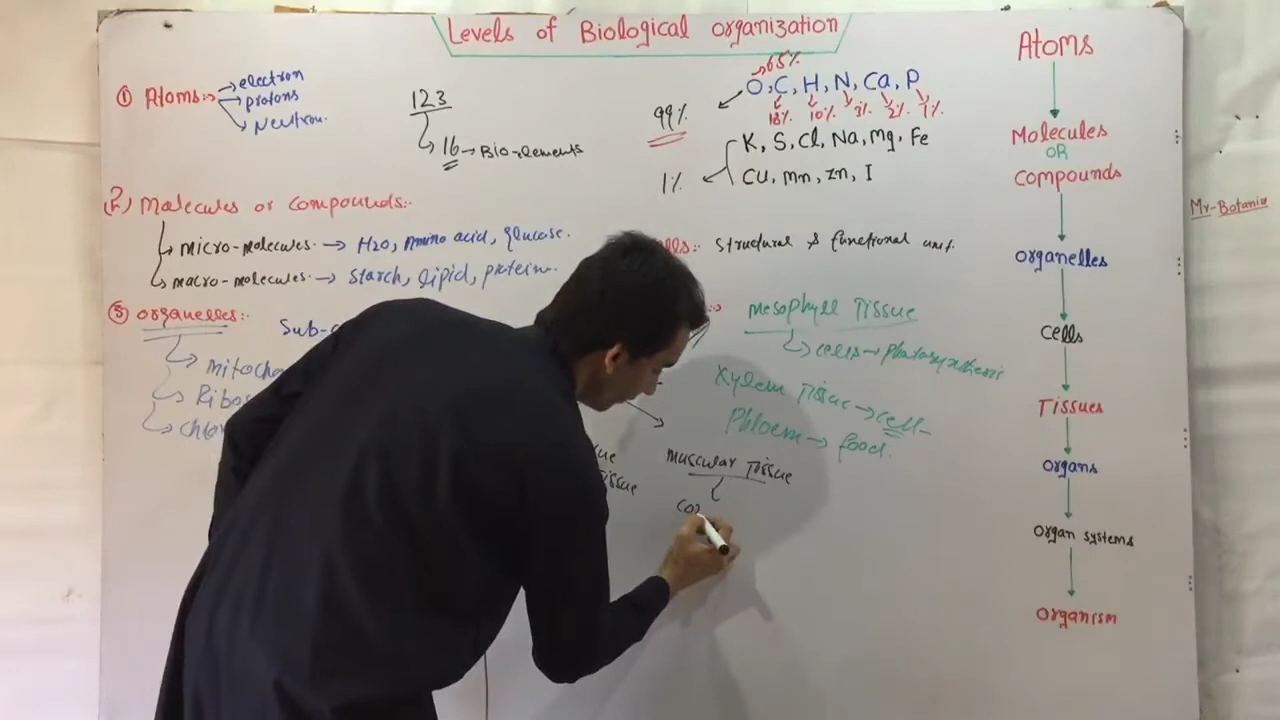 Levels of Biological organization
① Atoms:-
electron
protons
Neutron.
123
16 → Bio-elements
65%
O, C, H, N, Ca, P
18% 10% 3% 2% 1%
99%
K, S, Cl, Na, Mg, Fe
1%
Cu, Mn, Zn, I
(2) Molecules or compounds:-
micro-molecules. → H2O, Amino acid, glucose.
macro-molecules. → starch, lipid, protein.
③ organelles:-
Ribos
Structural & functional unit.
Mesophyll Tissue
cells → photosynthesis
Xylem Tissue → cell-
Phloem → food.
Tissue
muscular Tissue
Atoms
Molecules
OR
compounds
organelles
Cells
Tissues
organs
organ systems
organism
Mr-Botanix